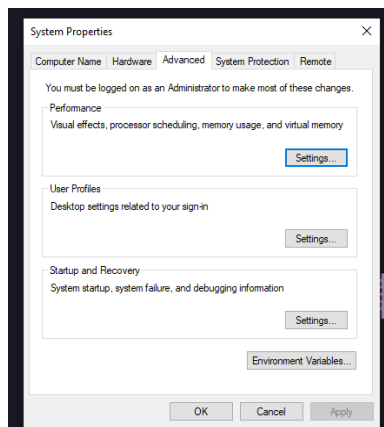 System Properties
Computer Name Hardware Advanced System Protection Remote
You must be logged on as an Administrator to make most of these changes.
Performance
Visual effects, processor scheduling, memory usage, and virtual memory
Settings...
User Profiles
Desktop settings related to your sign-in
Settings...
Startup and Recovery
System startup, system failure, and debugging information
Settings...
Environment Variables...
OK Cancel Apply